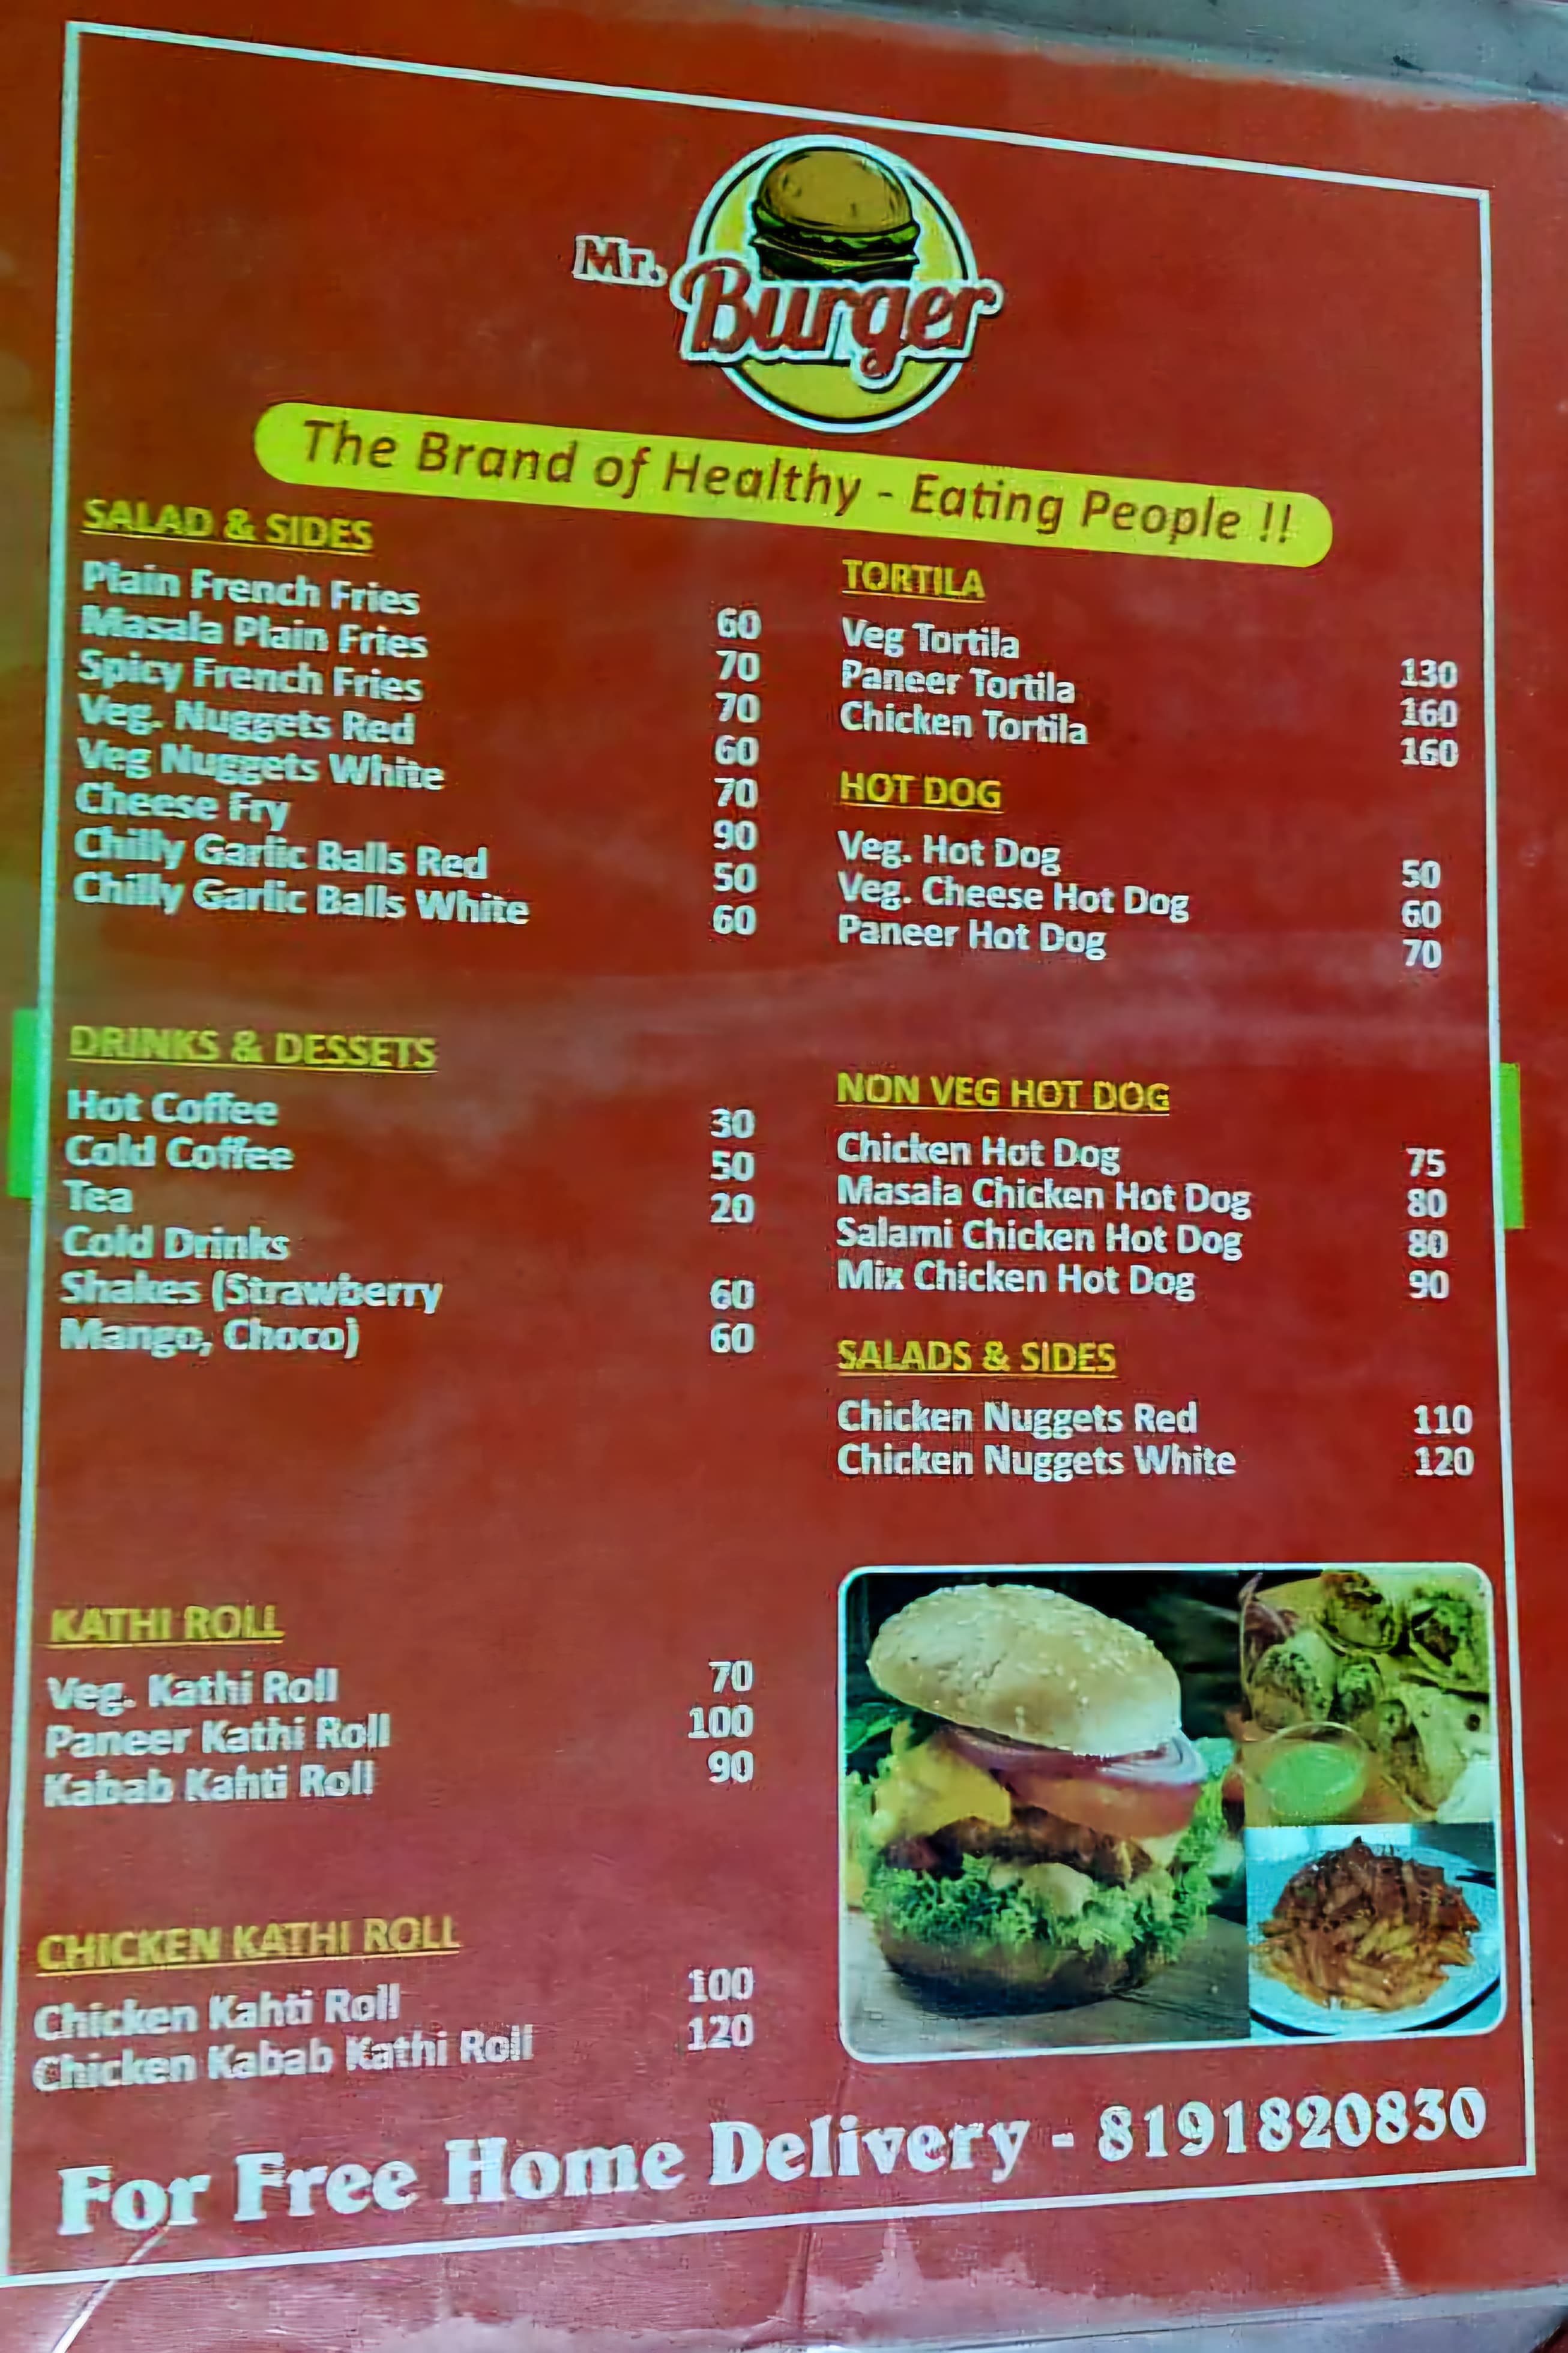 Mr.
Burger
The Brand of Healthy - Eating People !!
SALAD & SIDES
Plain French Fries 60
Masala Plain Fries 70
Spicy French Fries 70
Veg. Nuggets Red 60
Veg Nuggets White 70
Cheese Fry 90
Chilly Garlic Balls Red 50
Chilly Garlic Balls White 60
DRINKS & DESSETS
Hot Coffee 30
Cold Coffee 50
Tea 20
Cold Drinks
Shakes (Strawberry 60
Mango, Choco) 60
KATHI ROLL
Veg. Kathi Roll 70
Paneer Kathi Roll 100
Kabab Kahti Roll 90
CHICKEN KATHI ROLL
Chicken Kahti Roll 100
Chicken Kabab Kathi Roll 120
TORTILA
Veg Tortila 130
Paneer Tortila 160
Chicken Tortila 160
HOT DOG
Veg. Hot Dog 50
Veg. Cheese Hot Dog 60
Paneer Hot Dog 70
NON VEG HOT DOG
Chicken Hot Dog 75
Masala Chicken Hot Dog 80
Salami Chicken Hot Dog 80
Mix Chicken Hot Dog 90
SALADS & SIDES
Chicken Nuggets Red 110
Chicken Nuggets White 120
For Free Home Delivery - 8191820830